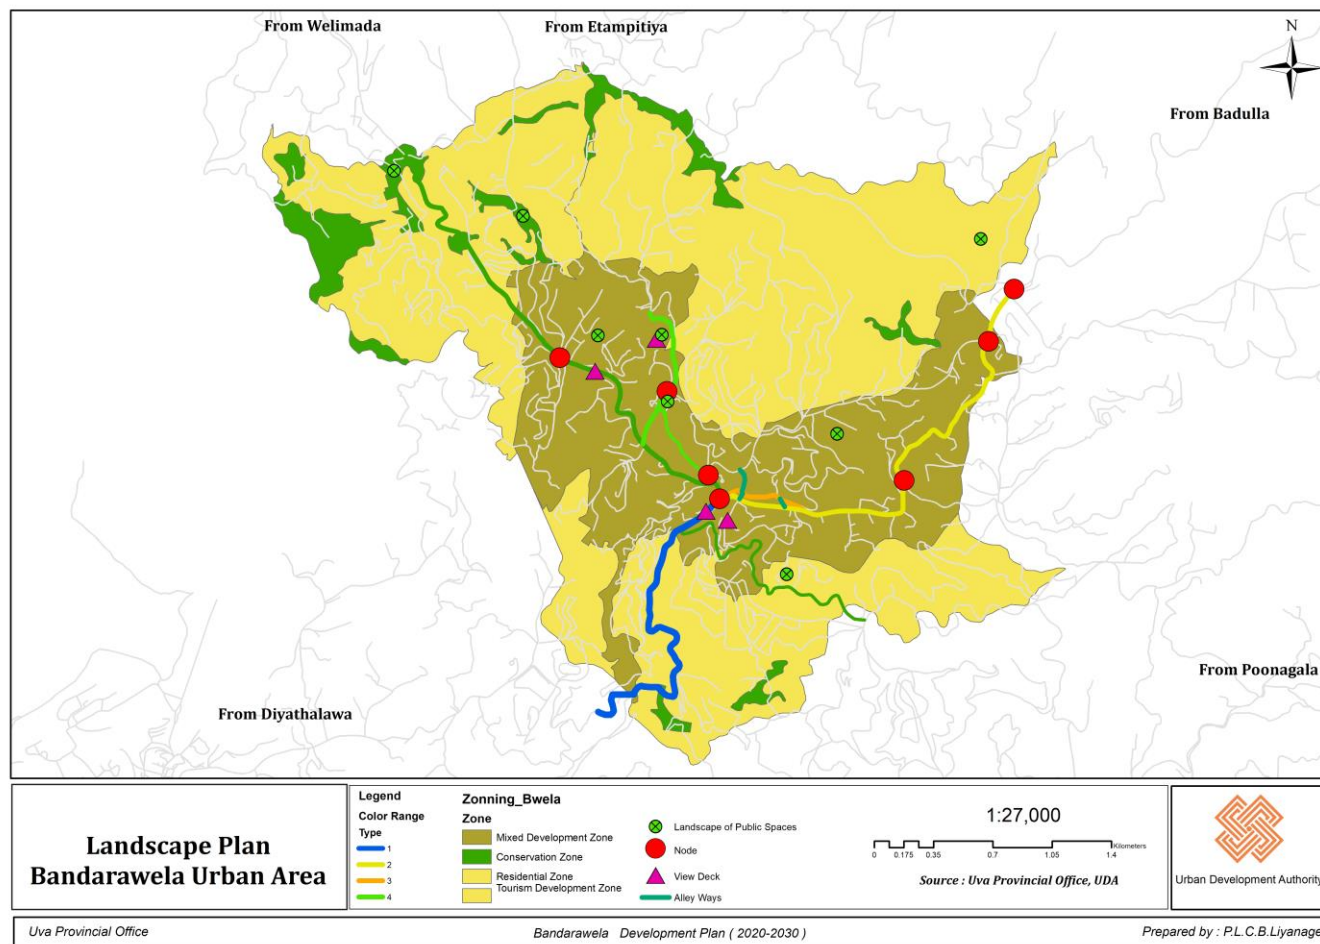 From Welimada
From Etampitiya
N
From Badulla
From Poonagala
From Diyathalawa
Landscape Plan
Bandarawela Urban Area
Legend
Color Range
Type
1
2
3
4
Zonning_Bwela
Zone
Mixed Development Zone
Conservation Zone
Residential Zone
Tourism Development Zone
Landscape of Public Spaces
Node
View Deck
Alley Ways
1:27,000
0 0.175 0.35 0.7 1.05 1.4 Kilometers
Source : Uva Provincial Office, UDA
Urban Development Authority
Uva Provincial Office
Bandarawela Development Plan ( 2020-2030 )
Prepared by : P.L.C.B.Liyanage